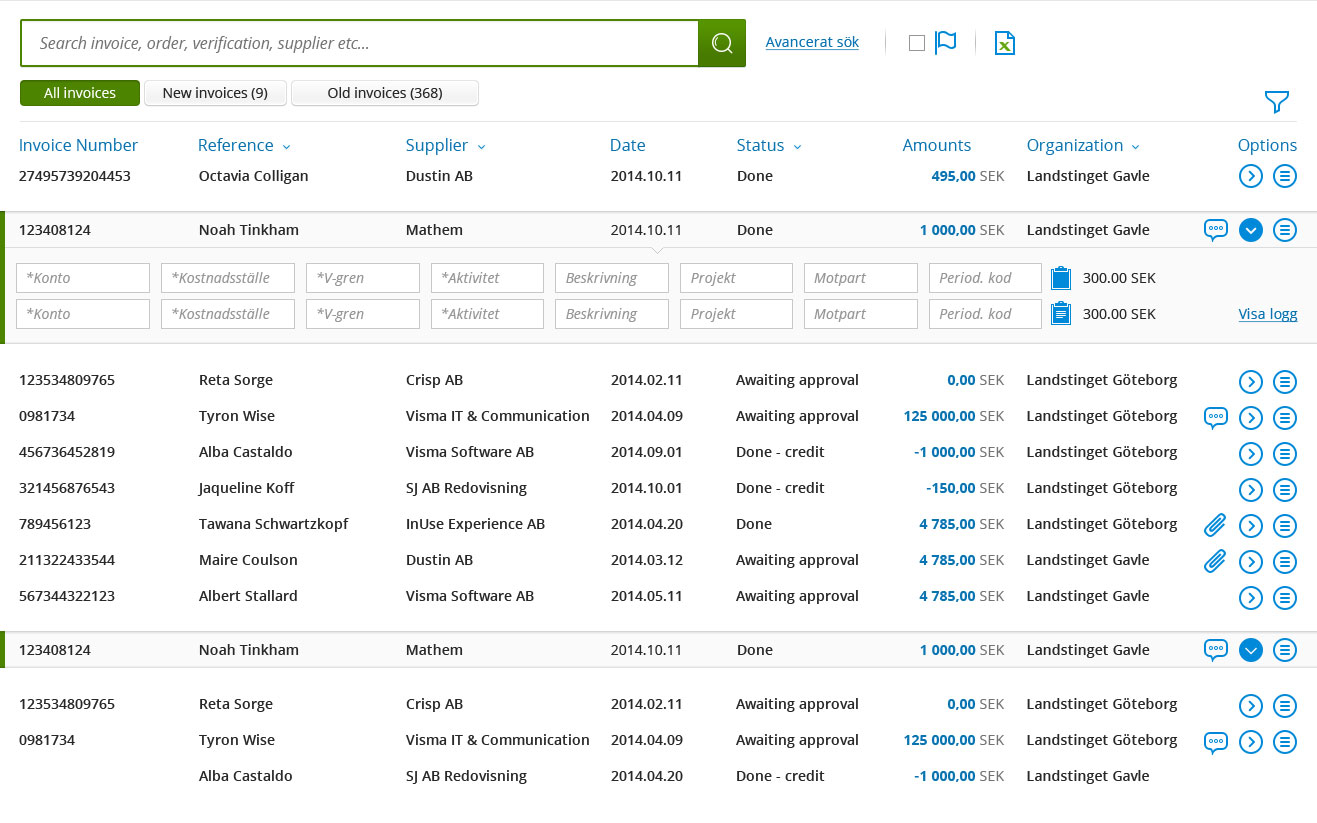 Search invoice, order, verification, supplier etc...
Avancerat sök
All invoices New invoices (9) Old invoices (368)
Invoice Number Reference Supplier Date Status Amounts Organization Options
27495739204453 Octavia Colligan Dustin AB 2014.10.11 Done 495,00 SEK Landstinget Gavle
123408124 Noah Tinkham Mathem 2014.10.11 Done 1 000,00 SEK Landstinget Gavle
*Konto *Kostnadsställe *V-gren *Aktivitet Beskrivning Projekt Motpart Period. kod 300.00 SEK
*Konto *Kostnadsställe *V-gren *Aktivitet Beskrivning Projekt Motpart Period. kod 300.00 SEK Visa logg
123534809765 Reta Sorge Crisp AB 2014.02.11 Awaiting approval 0,00 SEK Landstinget Göteborg
0981734 Tyron Wise Visma IT & Communication 2014.04.09 Awaiting approval 125 000,00 SEK Landstinget Göteborg
456736452819 Alba Castaldo Visma Software AB 2014.09.01 Done - credit -1 000,00 SEK Landstinget Göteborg
321456876543 Jaqueline Koff SJ AB Redovisning 2014.10.01 Done - credit -150,00 SEK Landstinget Göteborg
789456123 Tawana Schwartzkopf InUse Experience AB 2014.04.20 Done 4 785,00 SEK Landstinget Göteborg
211322433544 Maire Coulson Dustin AB 2014.03.12 Awaiting approval 4 785,00 SEK Landstinget Gavle
567344322123 Albert Stallard Visma Software AB 2014.05.11 Awaiting approval 4 785,00 SEK Landstinget Gavle
123408124 Noah Tinkham Mathem 2014.10.11 Done 1 000,00 SEK Landstinget Gavle
123534809765 Reta Sorge Crisp AB 2014.02.11 Awaiting approval 0,00 SEK Landstinget Göteborg
0981734 Tyron Wise Visma IT & Communication 2014.04.09 Awaiting approval 125 000,00 SEK Landstinget Göteborg
Alba Castaldo SJ AB Redovisning 2014.04.20 Done - credit -1 000,00 SEK Landstinget Gavle